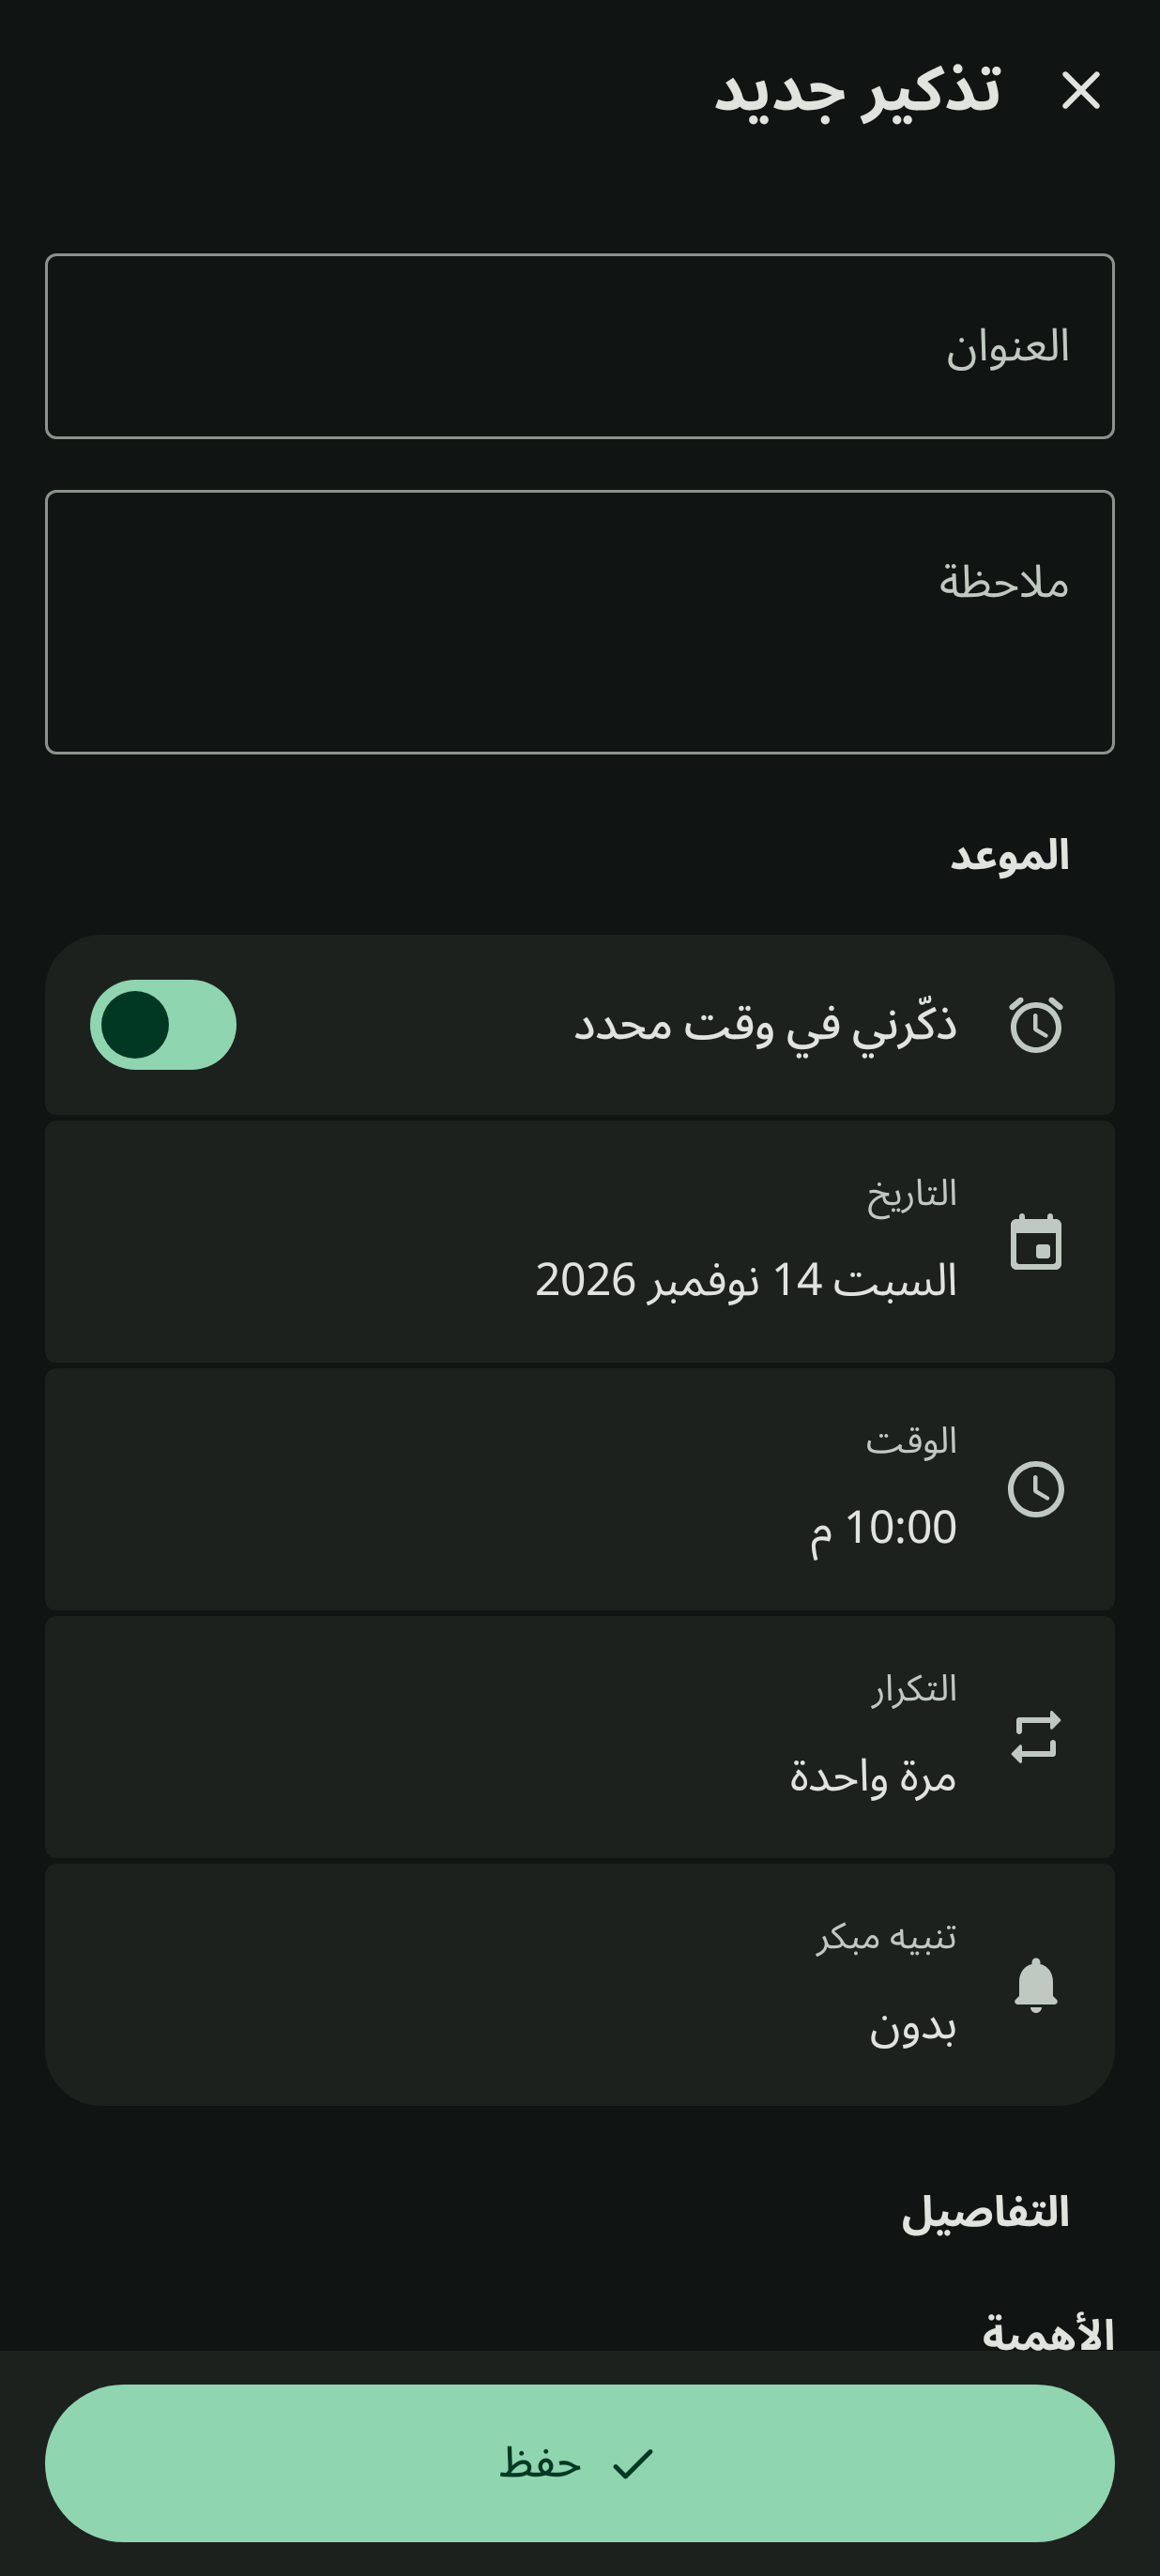 تذكير جديد
العنوان
ملاحظة
الموعد
ذكّرني في وقت محدد
التاريخ
السبت 14 نوفمبر 2026
الوقت
10:00 م
التكرار
مرة واحدة
تنبيه مبكر
بدون
التفاصيل
الأهمية
حفظ